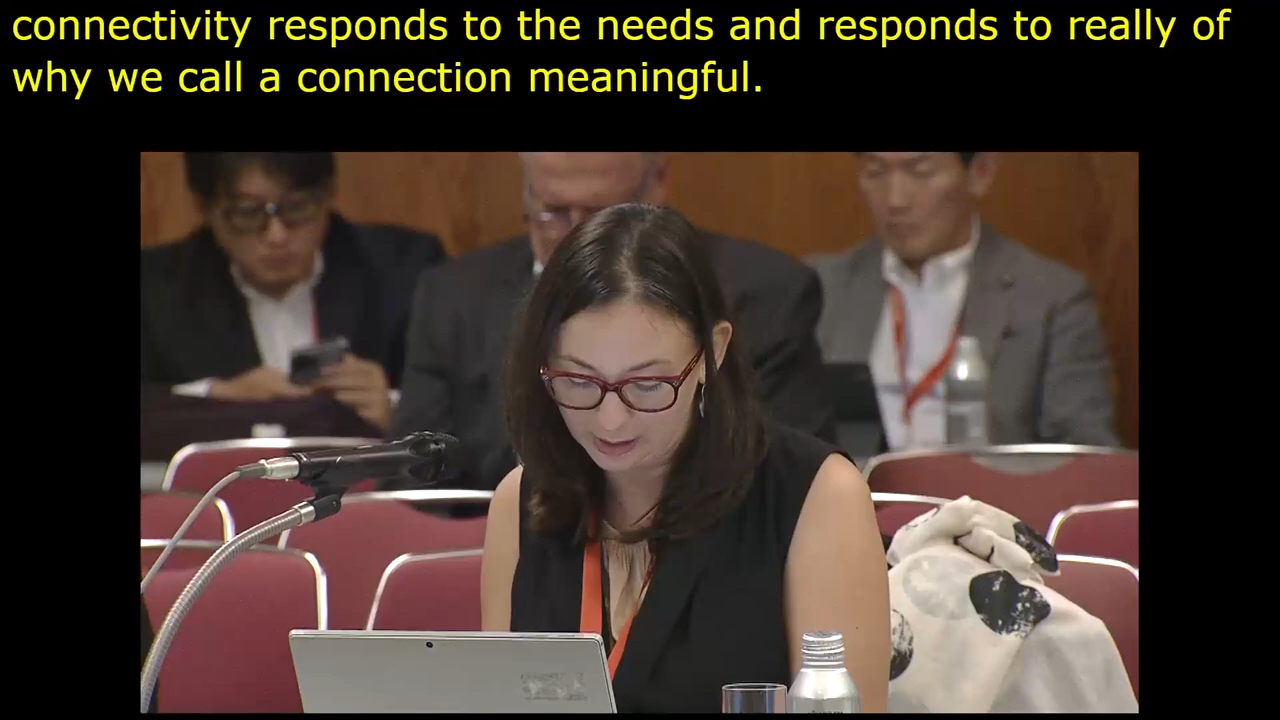 connectivity responds to the needs and responds to really of
why we call a connection meaningful.